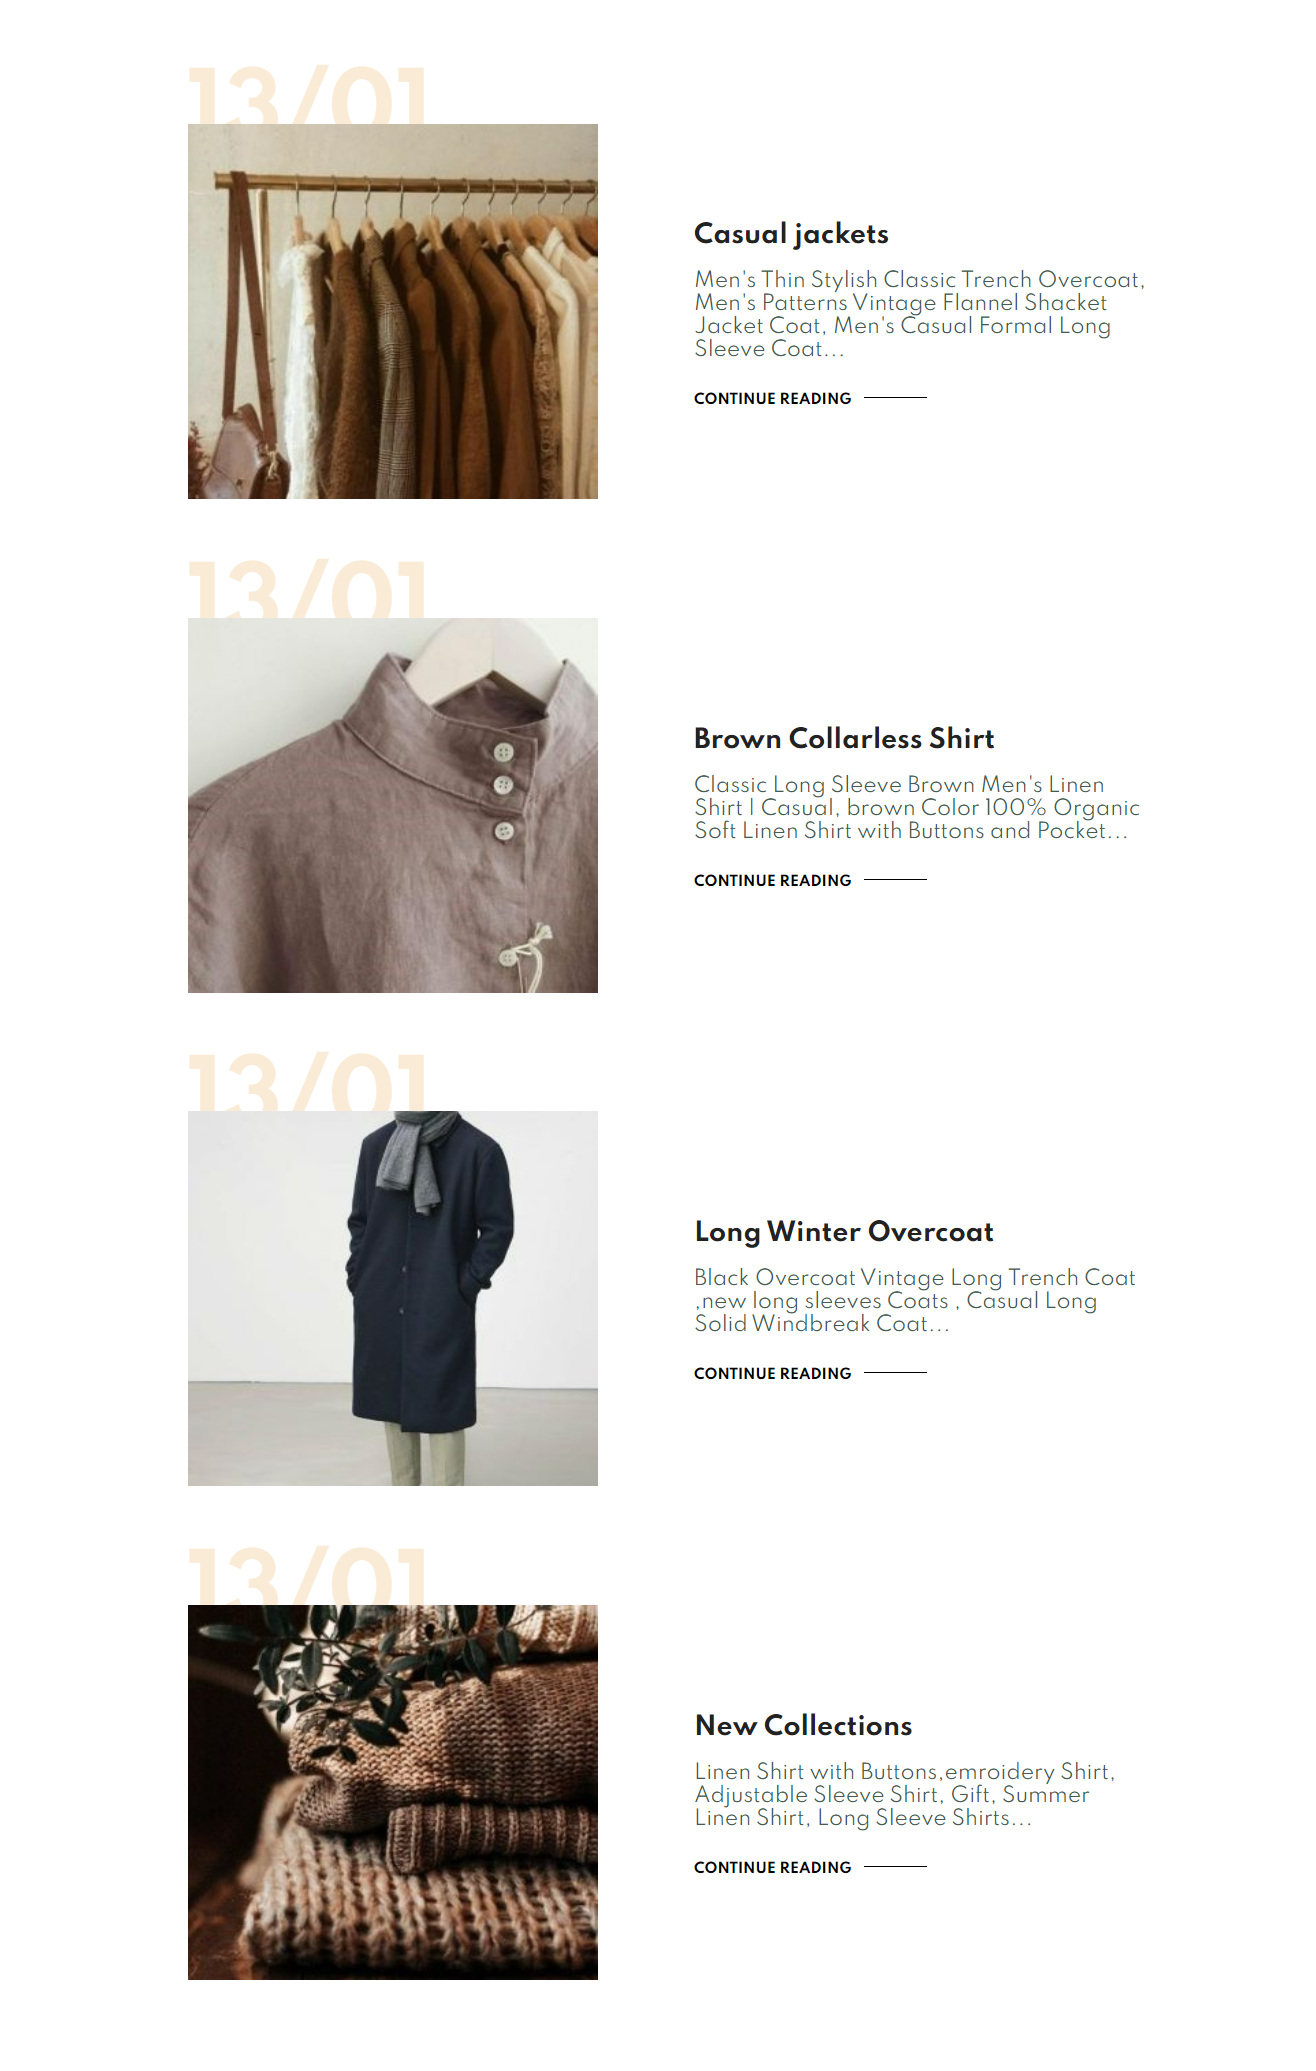 13/01
Casual jackets
Men's Thin Stylish Classic Trench Overcoat,
Men's Patterns Vintage Flannel Shacket
Jacket Coat, Men's Casual Formal Long
Sleeve Coat...
CONTINUE READING
13/01
Brown Collarless Shirt
Classic Long Sleeve Brown Men's Linen
Shirt | Casual, brown Color 100% Organic
Soft Linen Shirt with Buttons and Pocket...
CONTINUE READING
13/01
Long Winter Overcoat
Black Overcoat Vintage Long Trench Coat
,new long sleeves Coats , Casual Long
Solid Windbreak Coat...
CONTINUE READING
13/01
New Collections
Linen Shirt with Buttons,emroidery Shirt,
Adjustable Sleeve Shirt, Gift, Summer
Linen Shirt, Long Sleeve Shirts...
CONTINUE READING